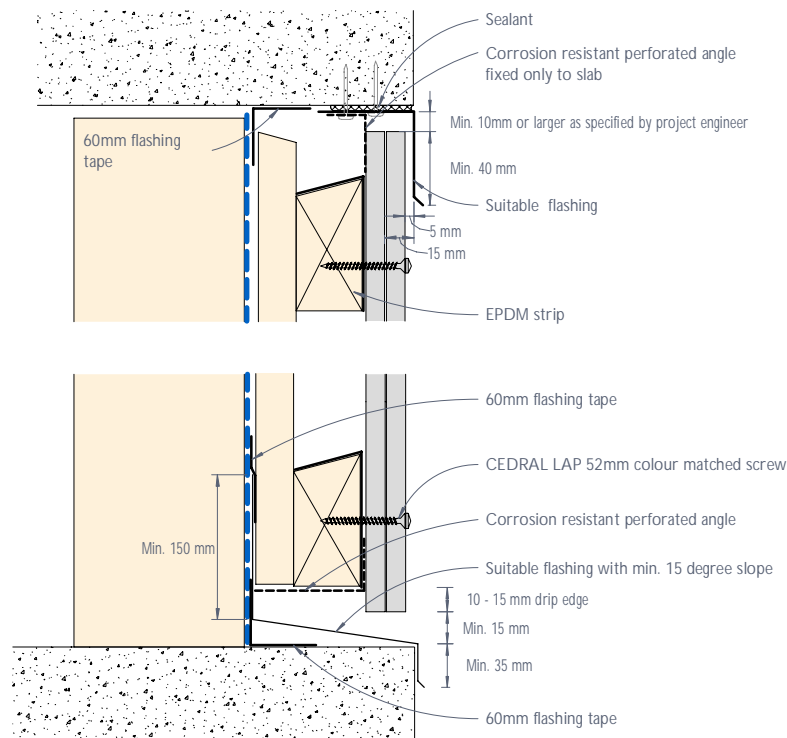 Sealant
Corrosion resistant perforated angle
fixed only to slab
Min. 10mm or larger as specified by project engineer
60mm flashing
tape
Min. 40 mm
Suitable flashing
5 mm
15 mm
EPDM strip
60mm flashing tape
CEDRAL LAP 52mm colour matched screw
Corrosion resistant perforated angle
Min. 150 mm
Suitable flashing with min. 15 degree slope
10 - 15 mm drip edge
Min. 15 mm
Min. 35 mm
60mm flashing tape